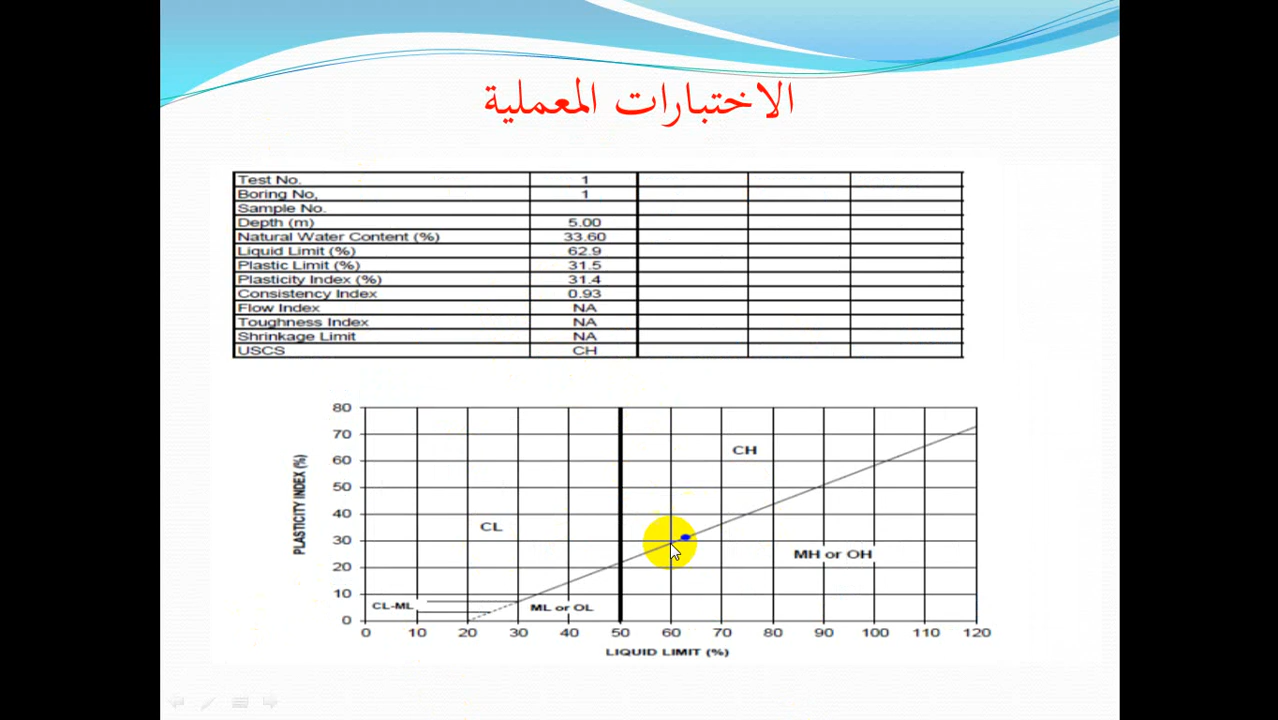 الاختبارات المعملية
Test No. 1
Boring No, 1
Sample No.
Depth (m) 5.00
Natural Water Content (%) 33.60
Liquid Limit (%) 62.9
Plastic Limit (%) 31.5
Plasticity Index (%) 31.4
Consistency Index 0.93
Flow Index NA
Toughness Index NA
Shrinkage Limit NA
USCS CH
PLASTICITY INDEX (%)
80
70
60
50
40
30
20
10
0
CH
CL
MH or OH
CL-ML
ML or OL
0 10 20 30 40 50 60 70 80 90 100 110 120
LIQUID LIMIT (%)